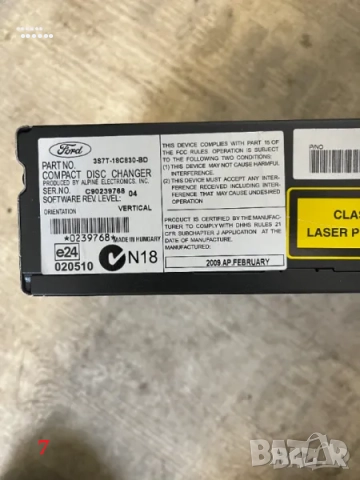 Ford
PART NO. 3S7T-18C830-BD
COMPACT DISC CHANGER
PRODUCED BY ALPINE ELECTRONICS, INC.
SER.NO. C90239768 04
SOFTWARE REV. LEVEL:
ORIENTATION VERTICAL
*0239768*
MADE IN HUNGARY
e24
020510
N18
THIS DEVICE COMPLIES WITH PART 15 OF
THE FCC RULES. OPERATION IS SUBJECT
TO THE FOLLOWING TWO CONDITIONS:
(1) THIS DEVICE MAY NOT CAUSE HARMFUL
INTERFERENCE.
(2) THIS DEVICE MUST ACCEPT ANY INTER-
FERENCE RECEIVED INCLUDING INTER-
FERENCE THAT MAY CAUSE UNDESIRED
OPERATION.
PRODUCT IS CERTIFIED BY THE MANUFAC-
TURER TO COMPLY WITH DHHS RULES 21
CFR SUBCHAPTER J APPLICATION AT THE
DATE OF MANUFACTURE.
MANUFACTURED:
2009.AP.FEBRUARY
P/NO
CLAS
LASER P
7
bazar